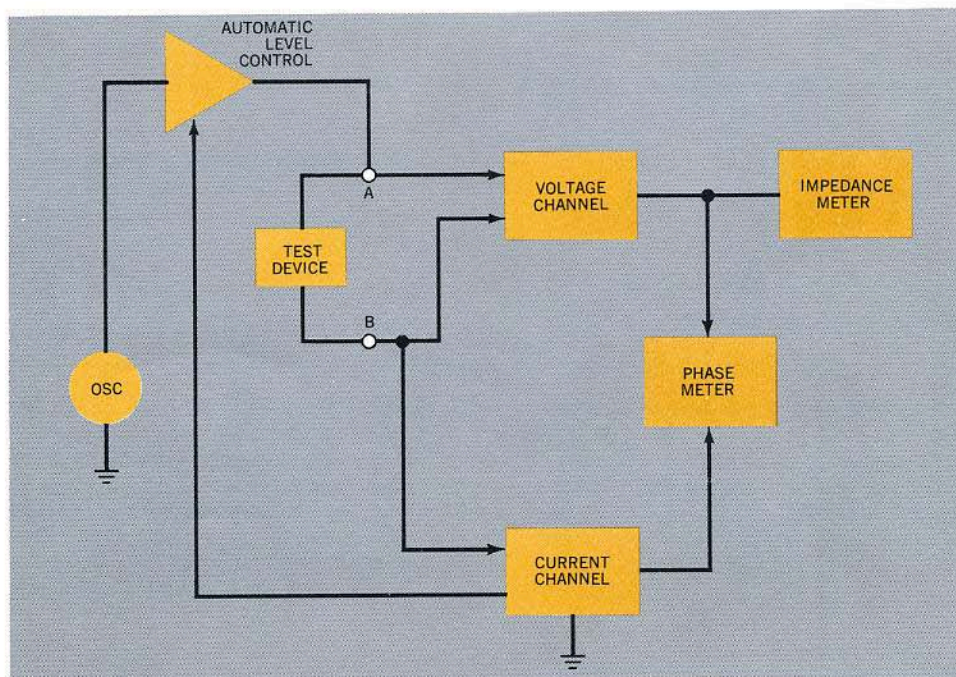 AUTOMATIC
LEVEL
CONTROL
A
VOLTAGE
CHANNEL
IMPEDANCE
METER
TEST
DEVICE
B
OSC
PHASE
METER
CURRENT
CHANNEL